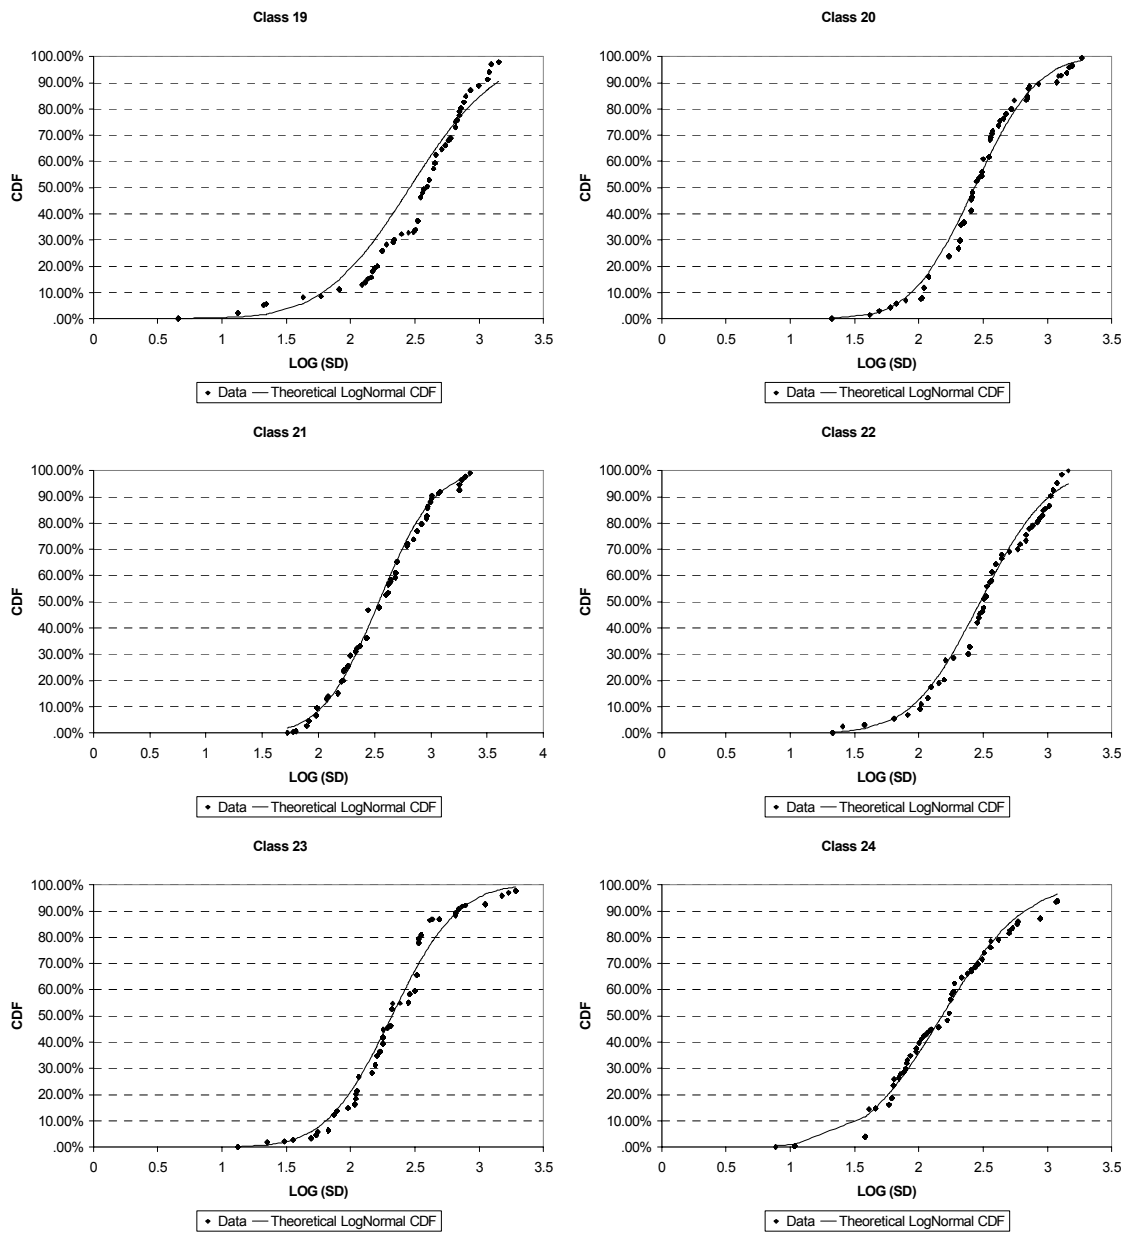 Class 19
100.00%
90.00%
80.00%
70.00%
60.00%
50.00%
40.00%
30.00%
20.00%
10.00%
.00%
CDF
0 0.5 1 1.5 2 2.5 3 3.5
LOG (SD)
Data Theoretical LogNormal CDF
Class 20
100.00%
90.00%
80.00%
70.00%
60.00%
50.00%
40.00%
30.00%
20.00%
10.00%
.00%
CDF
0 0.5 1 1.5 2 2.5 3 3.5
LOG (SD)
Data Theoretical LogNormal CDF
Class 21
100.00%
90.00%
80.00%
70.00%
60.00%
50.00%
40.00%
30.00%
20.00%
10.00%
.00%
CDF
0 0.5 1 1.5 2 2.5 3 3.5 4
LOG (SD)
Data Theoretical LogNormal CDF
Class 22
100.00%
90.00%
80.00%
70.00%
60.00%
50.00%
40.00%
30.00%
20.00%
10.00%
.00%
CDF
0 0.5 1 1.5 2 2.5 3 3.5
LOG (SD)
Data Theoretical LogNormal CDF
Class 23
100.00%
90.00%
80.00%
70.00%
60.00%
50.00%
40.00%
30.00%
20.00%
10.00%
.00%
CDF
0 0.5 1 1.5 2 2.5 3 3.5
LOG (SD)
Data Theoretical LogNormal CDF
Class 24
100.00%
90.00%
80.00%
70.00%
60.00%
50.00%
40.00%
30.00%
20.00%
10.00%
.00%
CDF
0 0.5 1 1.5 2 2.5 3 3.5
LOG (SD)
Data Theoretical LogNormal CDF